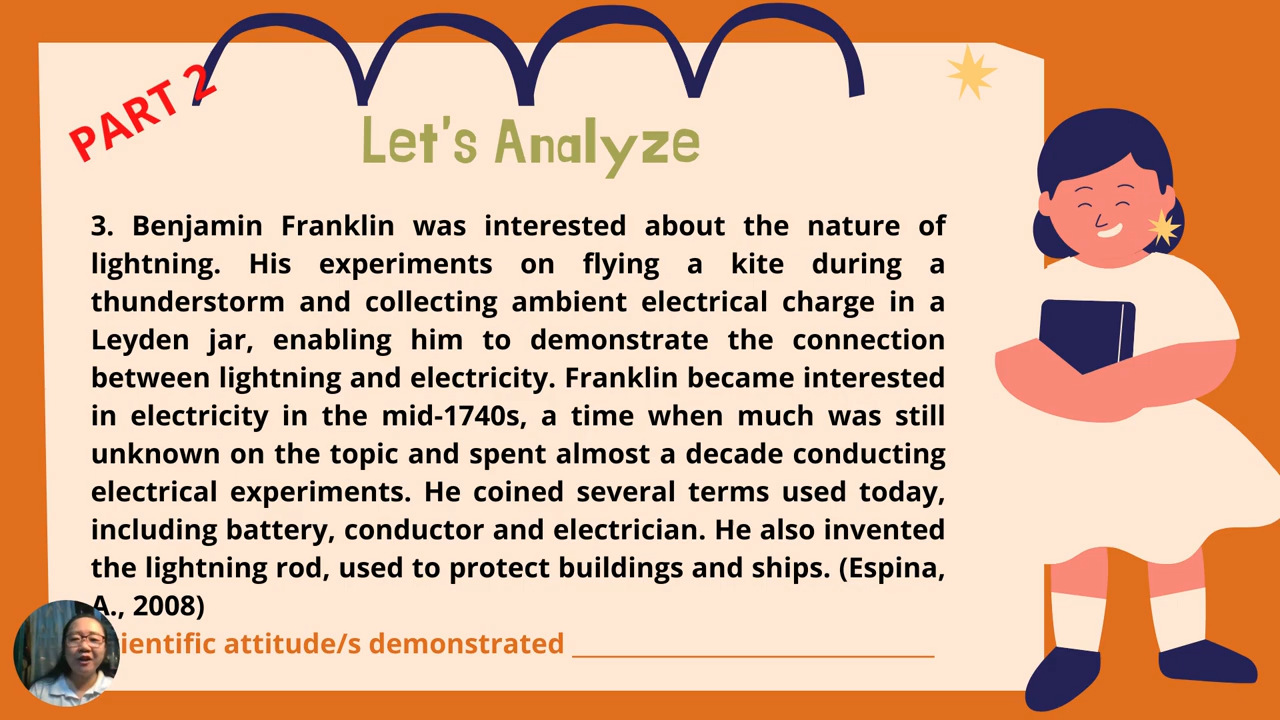 PART 2
Let's Analyze
3. Benjamin Franklin was interested about the nature of
lightning. His experiments on flying a kite during a
thunderstorm and collecting ambient electrical charge in a
Leyden jar, enabling him to demonstrate the connection
between lightning and electricity. Franklin became interested
in electricity in the mid-1740s, a time when much was still
unknown on the topic and spent almost a decade conducting
electrical experiments. He coined several terms used today,
including battery, conductor and electrician. He also invented
the lightning rod, used to protect buildings and ships. (Espina,
A., 2008)
ientific attitude/s demonstrated ____________________